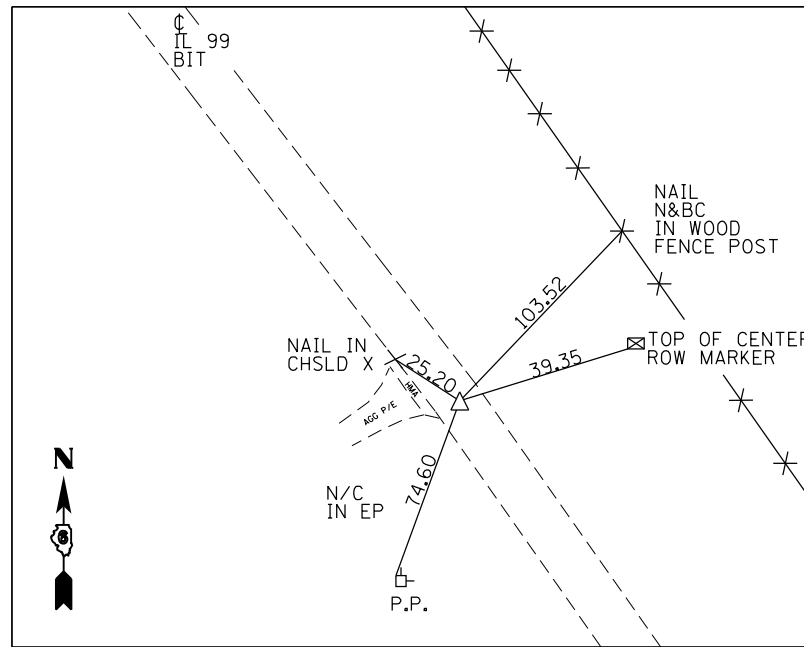 ℄
IL 99
BIT
NAIL
N&BC
IN WOOD
FENCE POST
103.52
NAIL IN
CHSLD X
25.20
TOP OF CENTER
ROW MARKER
39.35
HMA
AGG P/E
74.60
N/C
IN EP
N
6
P.P.